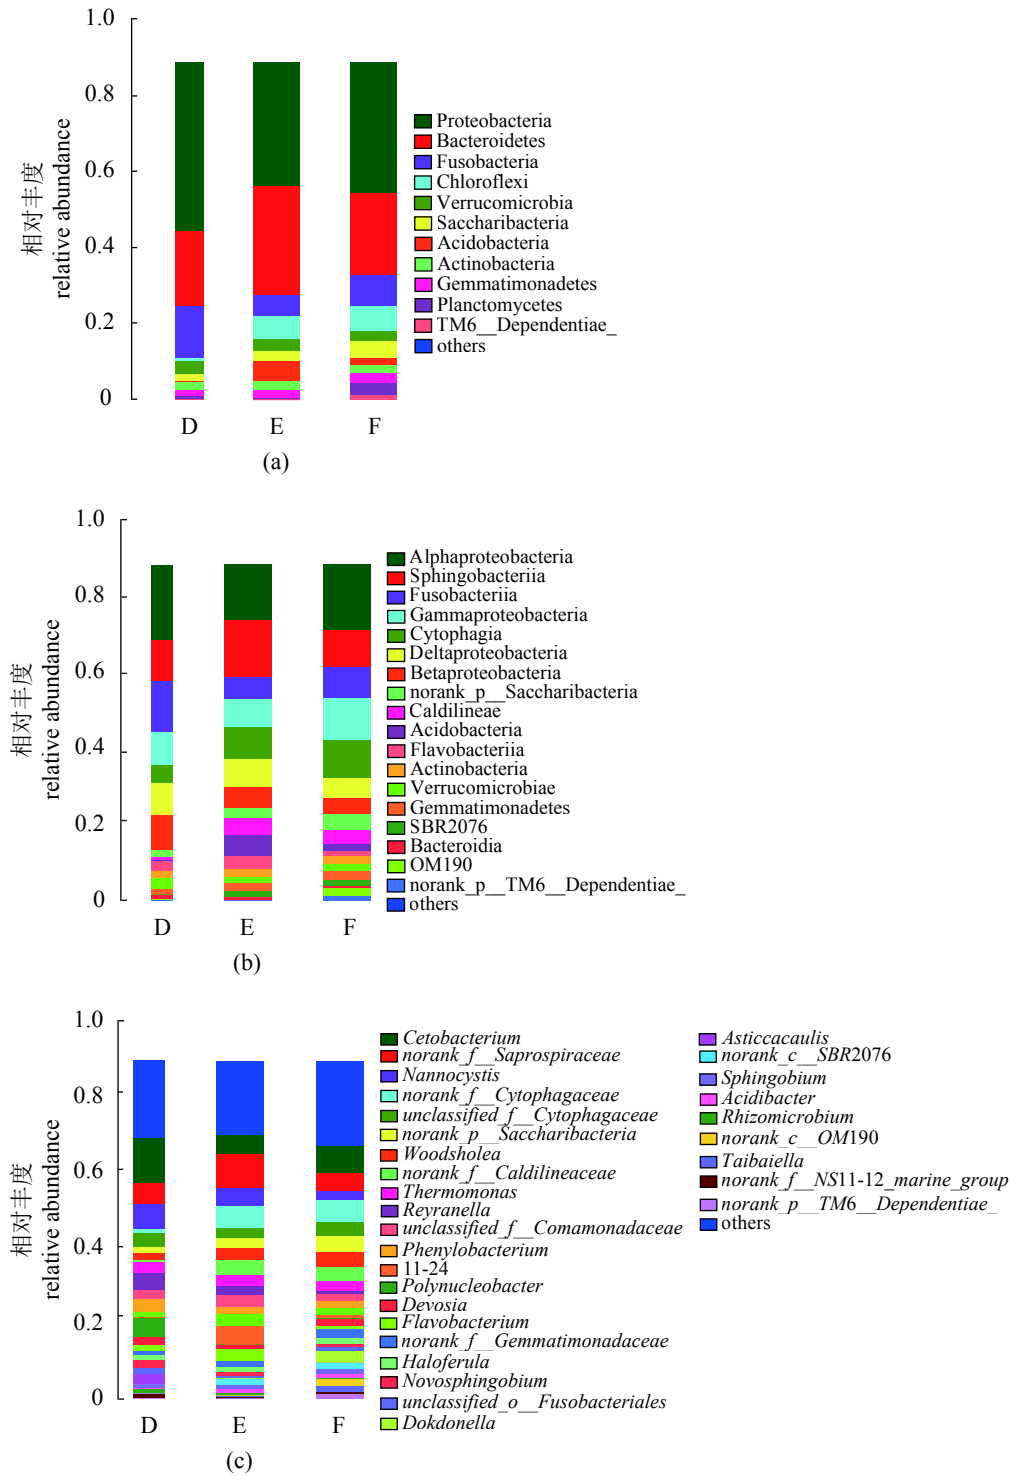 1.0
0.8
0.6
0.4
0.2
0
相对丰度
relative abundance
D E F
(a)
Proteobacteria
Bacteroidetes
Fusobacteria
Chloroflexi
Verrucomicrobia
Saccharibacteria
Acidobacteria
Actinobacteria
Gemmatimonadetes
Planctomycetes
TM6__Dependentiae_
others
1.0
0.8
0.6
0.4
0.2
0
相对丰度
relative abundance
D E F
(b)
Alphaproteobacteria
Sphingobacteriia
Fusobacteriia
Gammaproteobacteria
Cytophagia
Deltaproteobacteria
Betaproteobacteria
norank_p__Saccharibacteria
Caldilineae
Acidobacteria
Flavobacteriia
Actinobacteria
Verrucomicrobiae
Gemmatimonadetes
SBR2076
Bacteroidia
OM190
norank_p__TM6__Dependentiae_
others
1.0
0.8
0.6
0.4
0.2
0
相对丰度
relative abundance
D E F
(c)
Cetobacterium
norank_f__Saprospiraceae
Nannocystis
norank_f__Cytophagaceae
unclassified_f__Cytophagaceae
norank_p__Saccharibacteria
Woodsholea
norank_f__Caldilineaceae
Thermomonas
Reyranella
unclassified_f__Comamonadaceae
Phenylobacterium
11-24
Polynucleobacter
Devosia
Flavobacterium
norank_f__Gemmatimonadaceae
Haloferula
Novosphingobium
unclassified_o__Fusobacteriales
Dokdonella
Asticcacaulis
norank_c__SBR2076
Sphingobium
Acidibacter
Rhizomicrobium
norank_c__OM190
Taibaiella
norank_f__NS11-12_marine_group
norank_p__TM6__Dependentiae_
others